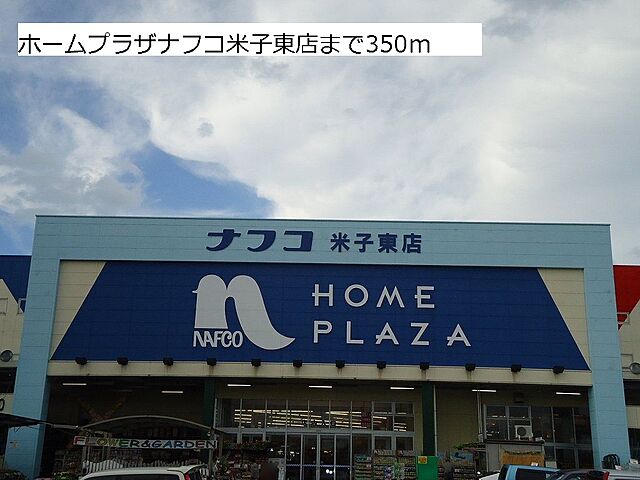 ホームプラザナフコ米子東店まで350m
ナフコ 米子東店
HOME
PLAZA
NAFCO
FLOWER&GARDEN